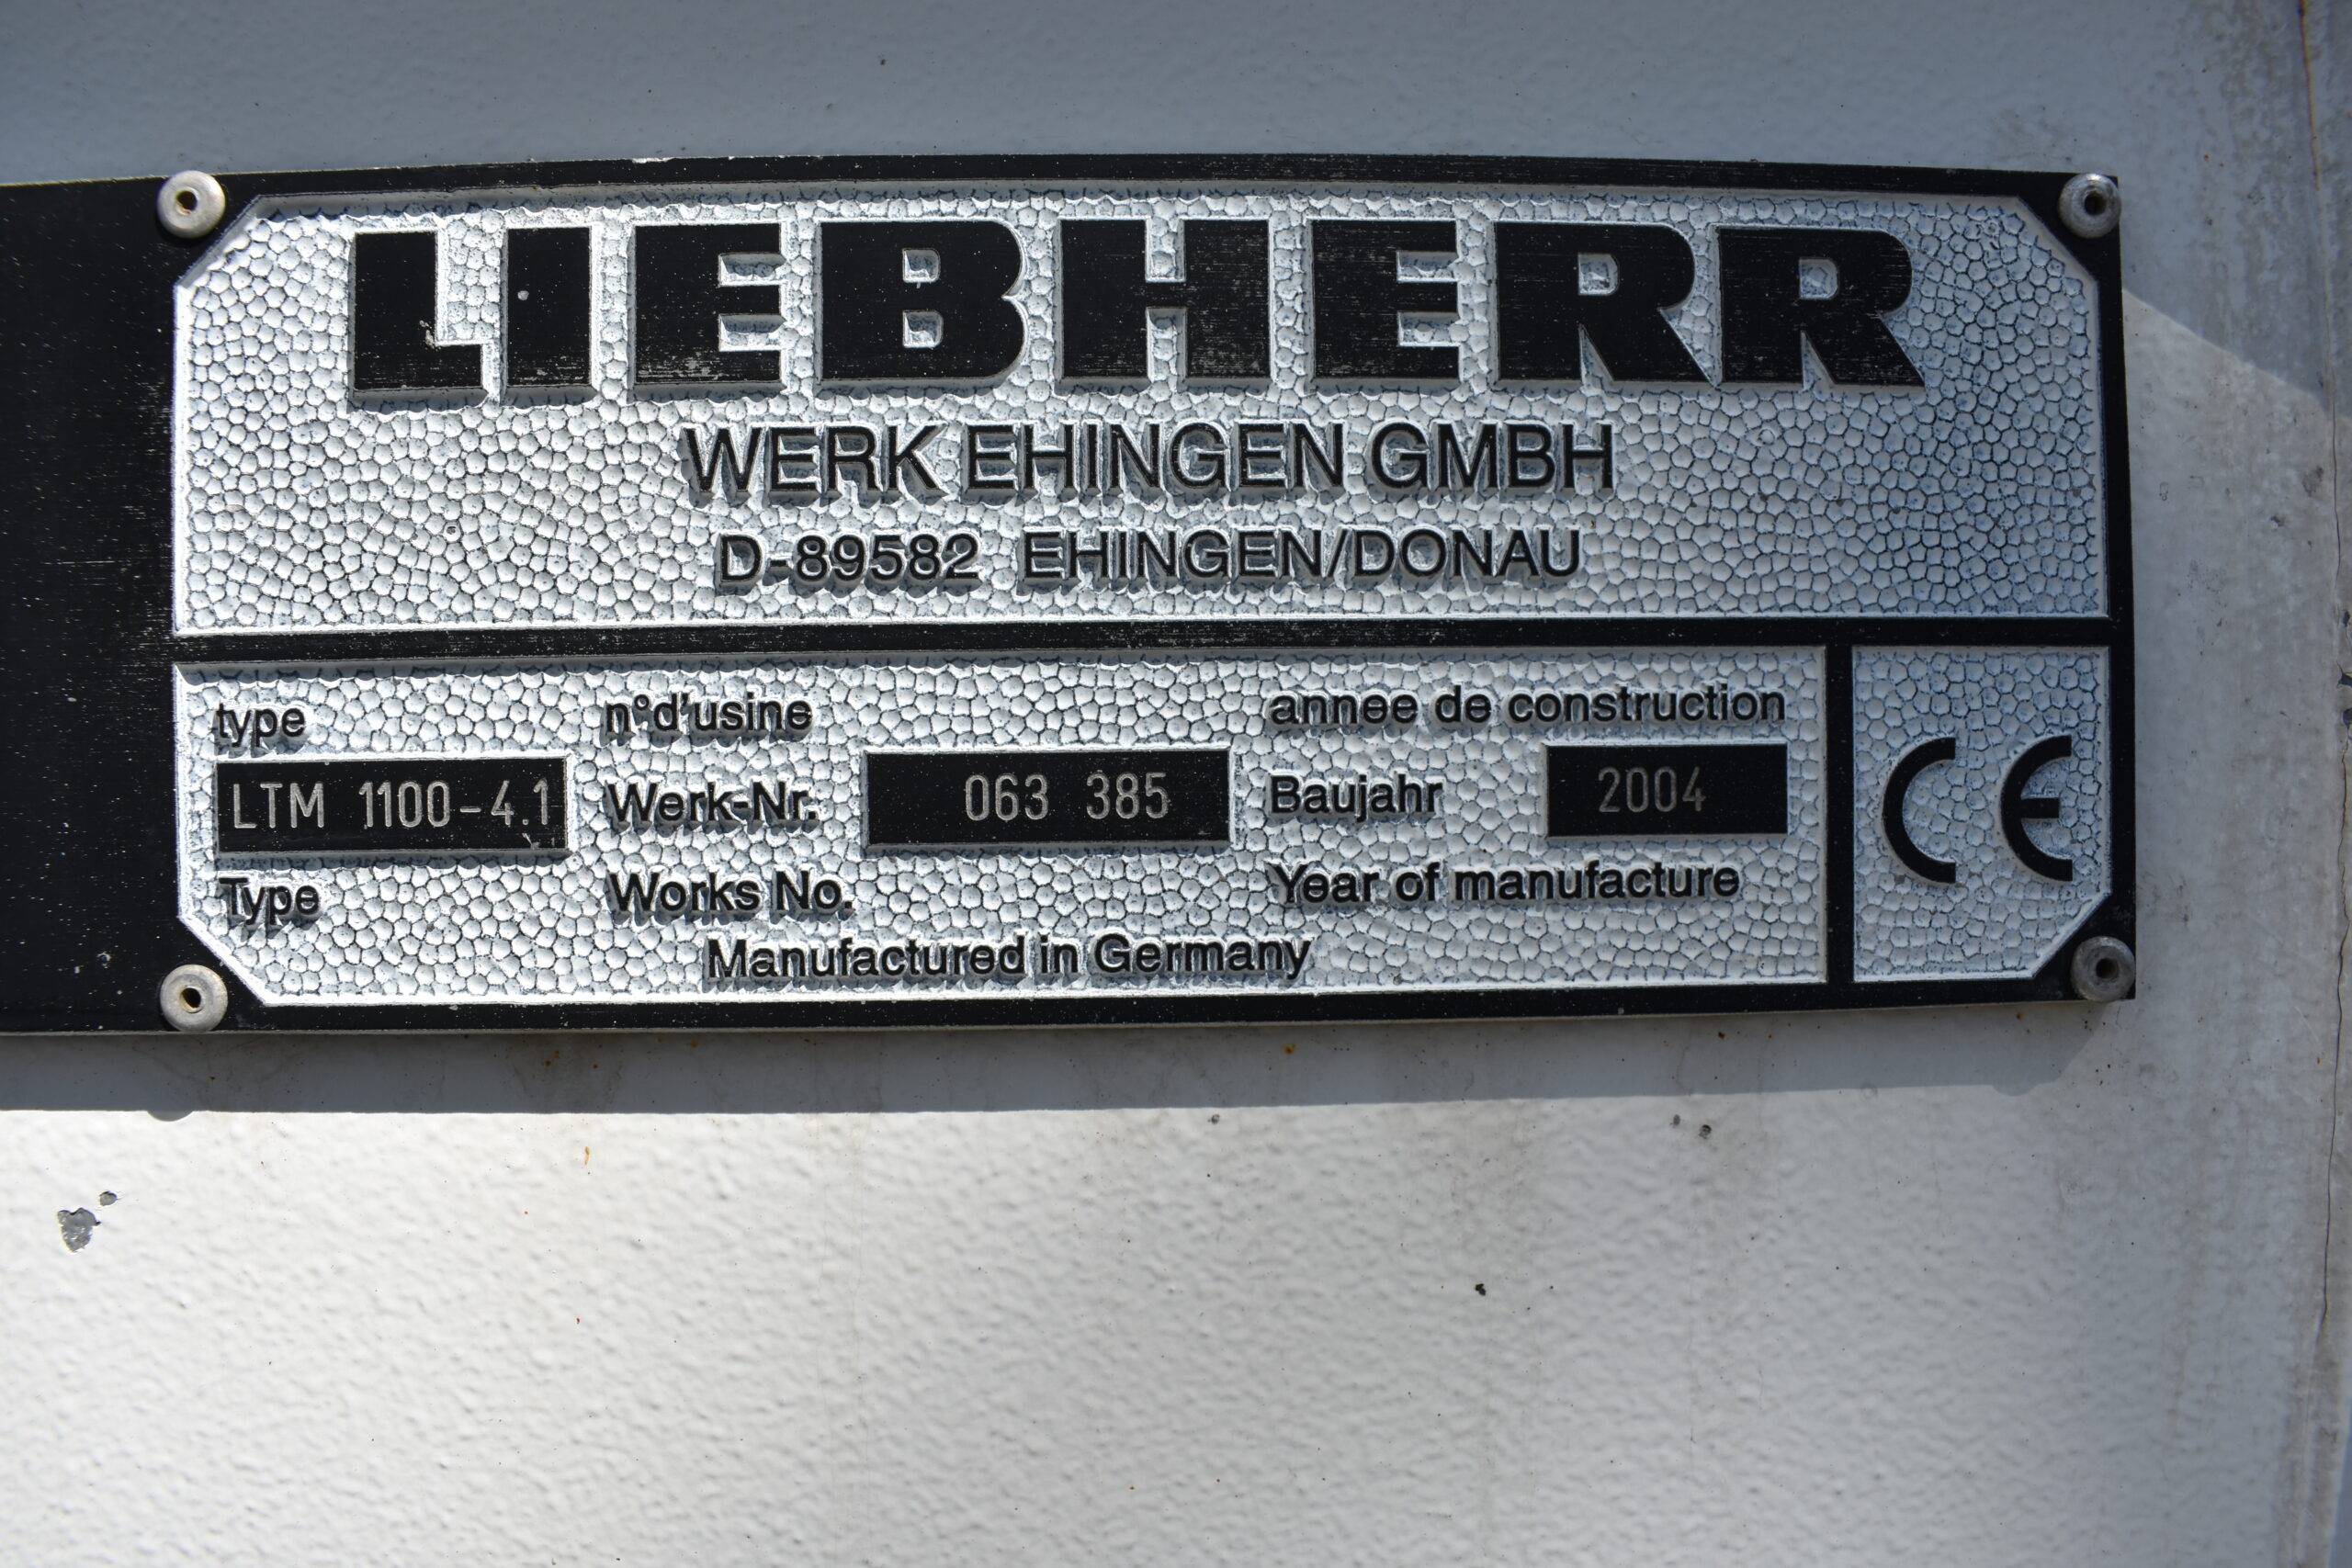 LIEBHERR
WERK EHINGEN GMBH
D-89582 EHINGEN/DONAU
type n°d'usine annee de construction
LTM 1100-4.1 Werk-Nr. 063 385 Baujahr 2004
Type Works No. Year of manufacture
Manufactured in Germany
CE